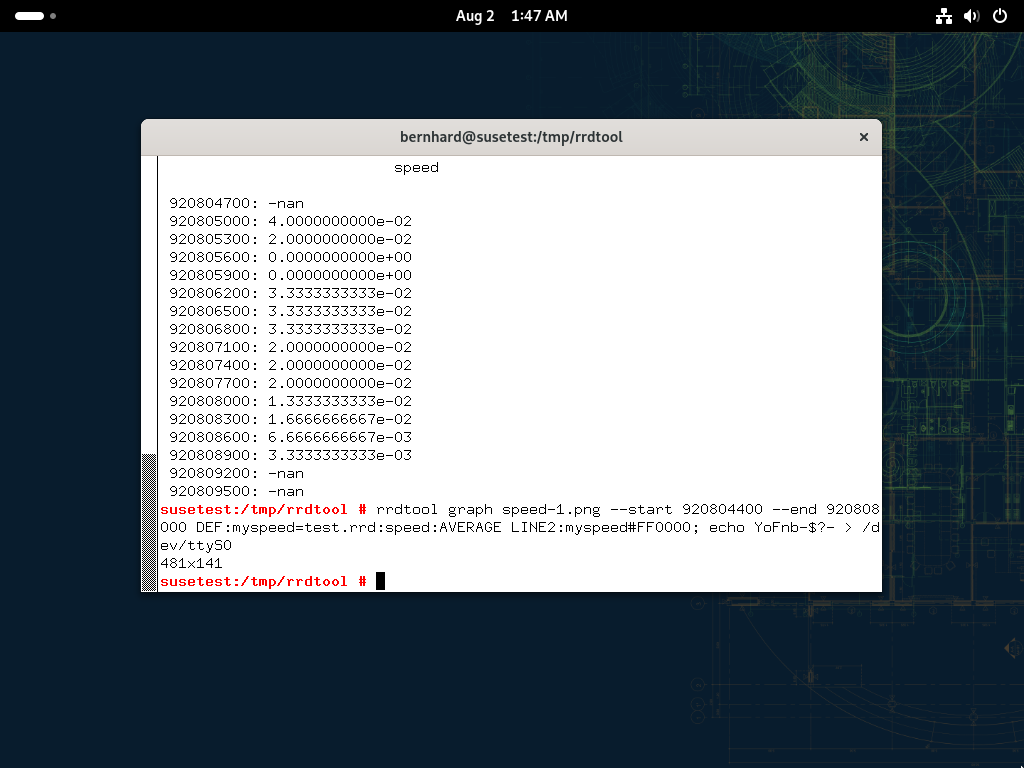 Aug 2 1:47 AM
bernhard@susetest:/tmp/rrdtool
speed
920804700: -nan
920805000: 4.0000000000e-02
920805300: 2.0000000000e-02
920805600: 0.0000000000e+00
920805900: 0.0000000000e+00
920806200: 3.3333333333e-02
920806500: 3.3333333333e-02
920806800: 3.3333333333e-02
920807100: 2.0000000000e-02
920807400: 2.0000000000e-02
920807700: 2.0000000000e-02
920808000: 1.3333333333e-02
920808300: 1.6666666667e-02
920808600: 6.6666666667e-03
920808900: 3.3333333333e-03
920809200: -nan
920809500: -nan
susetest:/tmp/rrdtool # rrdtool graph speed-1.png --start 920804400 --end 920808
000 DEF:myspeed=test.rrd:speed:AVERAGE LINE2:myspeed#FF0000; echo YoFnb-$?- > /d
ev/ttyS0
481x141
susetest:/tmp/rrdtool #